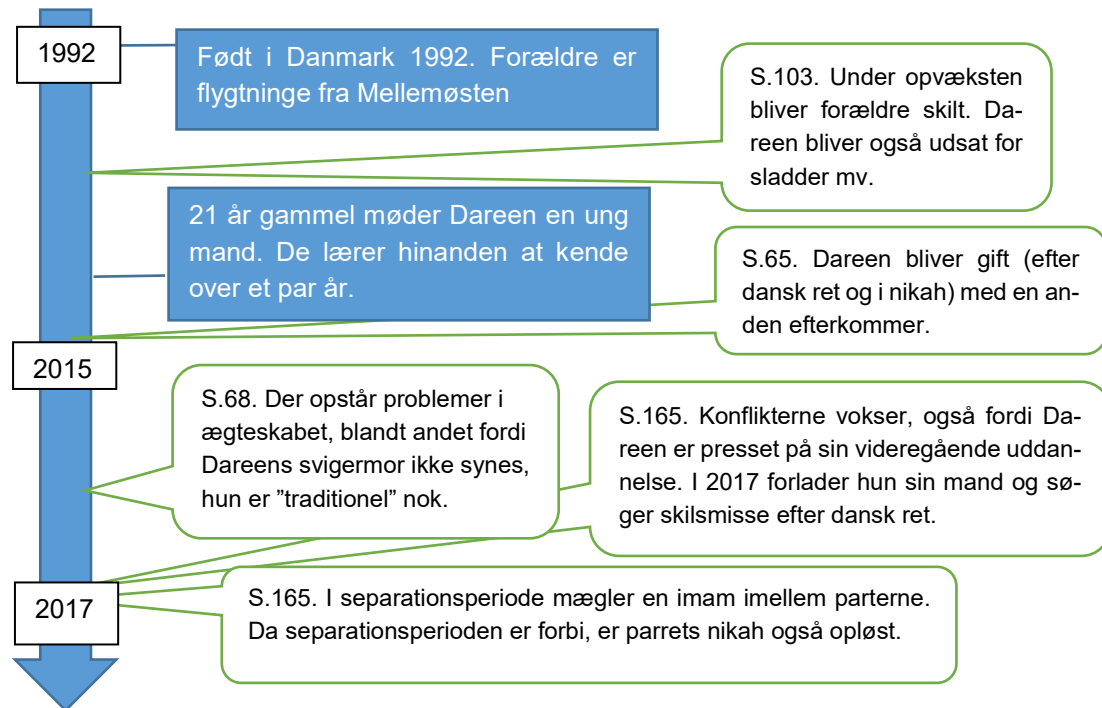 1992
Født i Danmark 1992. Forældre er
flygtninge fra Mellemøsten
S.103. Under opvæksten
bliver forældre skilt. Da-
reen bliver også udsat for
sladder mv.
21 år gammel møder Dareen en ung
mand. De lærer hinanden at kende
over et par år.
S.65. Dareen bliver gift (efter
dansk ret og i nikah) med en an-
den efterkommer.
2015
S.68. Der opstår problemer i
ægteskabet, blandt andet fordi
Dareens svigermor ikke synes,
hun er ”traditionel” nok.
S.165. Konflikterne vokser, også fordi Da-
reen er presset på sin videregående uddan-
nelse. I 2017 forlader hun sin mand og sø-
ger skilsmisse efter dansk ret.
2017
S.165. I separationsperiode mægler en imam imellem parterne.
Da separationsperioden er forbi, er parrets nikah også opløst.